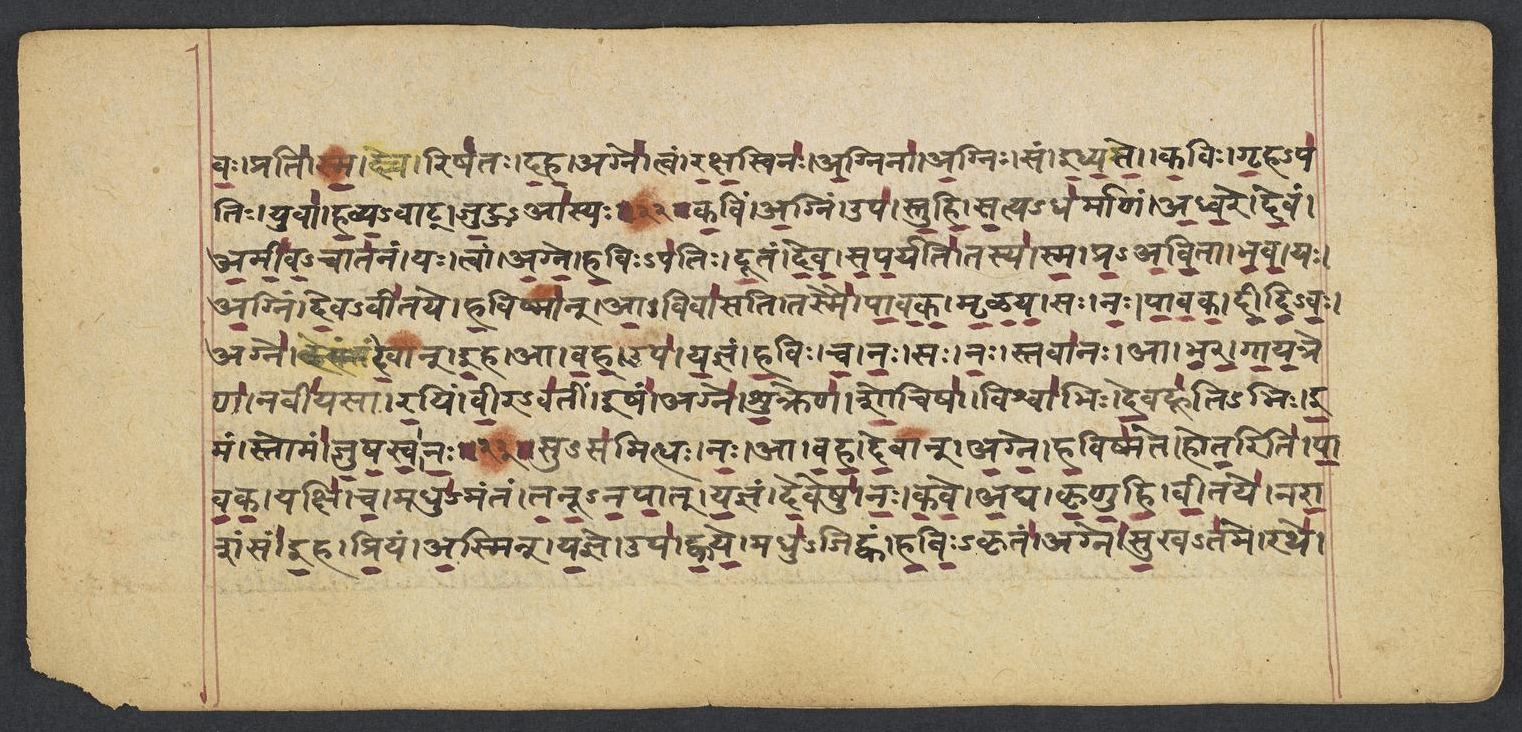 वः।प्रति।स्म।देव।रिषतः।दह।अग्ने।त्वं।रक्षस्विनः।अग्निना।अग्निः।सं।इध्यते।।कविः।गृहऽप
तिः।युवा।हव्यऽवाट्।जुहुऽआस्यः॥२२॥कविं।अग्निं।उप।स्तुहि।सत्यऽधर्माणं।अध्वरे।देवं।
अमीवऽचातनं।यः।त्वां।अग्ने।हविःऽपतिः।दूतं।देव।सपर्यति।तस्य।स्म।प्रऽअविता।भव।यः।
अग्निं।देवऽवीतये।हविष्मान्।आऽविवासति।तस्मै।पावक।मृळय।सः।नः।पावक।दीदिऽवः।
अग्ने।देवान्।इह।आ।वह।उप।यज्ञं।हविः।च।नः।सः।नः।स्तवानः।आ।भर।गायत्रे
ण।नवीयसा।रयिं।वीरऽवतीं।इषं।अग्ने।शुक्रेण।शोचिषा।विश्वाभिः।देवहूतिऽभिः।इ
मं।स्तोमं।जुषस्व।नः॥२३॥सुऽसमिद्धः।नः।आ।वह।देवान्।अग्ने।हविष्मते।होतरिति।पा
वक।यक्षि।च।मधुऽमंतं।तनूऽनपात्।यज्ञं।देवेषु।नः।कवे।अद्य।कृणुहि।वीतये।नरा
शंसं।इह।प्रियं।अस्मिन्।यज्ञे।उप।ह्वये।मधुऽजिह्वं।हविःऽकृतं।अग्ने।सुखऽतमे।रथे।